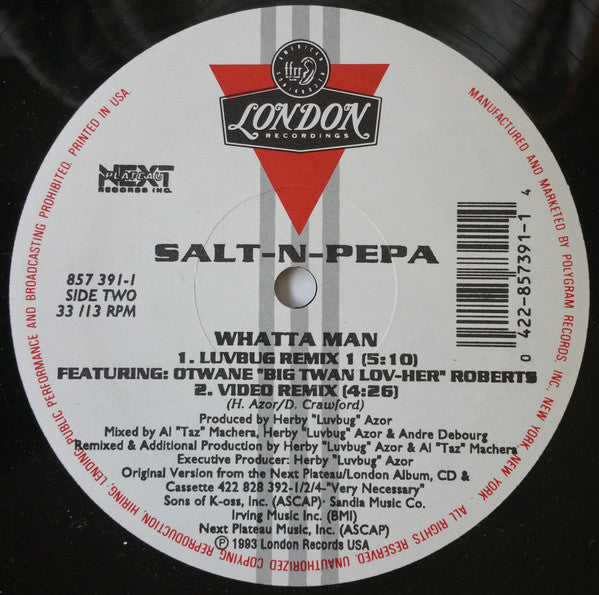 AMERICAN RECORDINGS
ffrr
LONDON
RECORDINGS
NEXT
PLATEAU
RECORDS INC.
SALT-N-PEPA
857 391-1
SIDE TWO
33 1/3 RPM
0 422-857391-1 4
WHATTA MAN
1. LUVBUG REMIX 1 (5:10)
FEATURING: OTWANE "BIG TWAN LOV-HER" ROBERTS
2. VIDEO REMIX (4:26)
(H. Azor/D. Crawford)
Produced by Herby "Luvbug" Azor
Mixed by Al "Taz" Machera, Herby "Luvbug" Azor & Andre Debourg
Remixed & Additional Production by Herby "Luvbug" Azor & Al "Taz" Machera
Executive Producer: Herby "Luvbug" Azor
Original Version from the Next Plateau/London Album, CD &
Cassette 422 828 392-1/2/4-"Very Necessary"
Sons of K-oss, Inc. (ASCAP)· Sandia Music Co.
Irving Music Inc. (BMI)
Next Plateau Music, Inc. (ASCAP)
℗ 1993 London Records USA
MANUFACTURED AND MARKETED BY POLYGRAM RECORDS, INC., NEW YORK, NEW YORK. ALL RIGHTS RESERVED. UNAUTHORIZED COPYING, REPRODUCTION, HIRING, LENDING, PUBLIC PERFORMANCE AND BROADCASTING PROHIBITED. PRINTED IN USA.